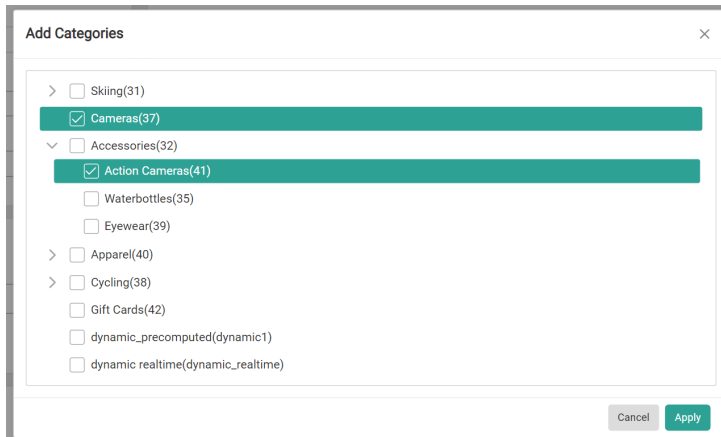 Add Categories
Skiing(31)
Cameras(37)
Accessories(32)
Action Cameras(41)
Waterbottles(35)
Eyewear(39)
Apparel(40)
Cycling(38)
Gift Cards(42)
dynamic_precomputed(dynamic1)
dynamic realtime(dynamic_realtime)
Cancel Apply